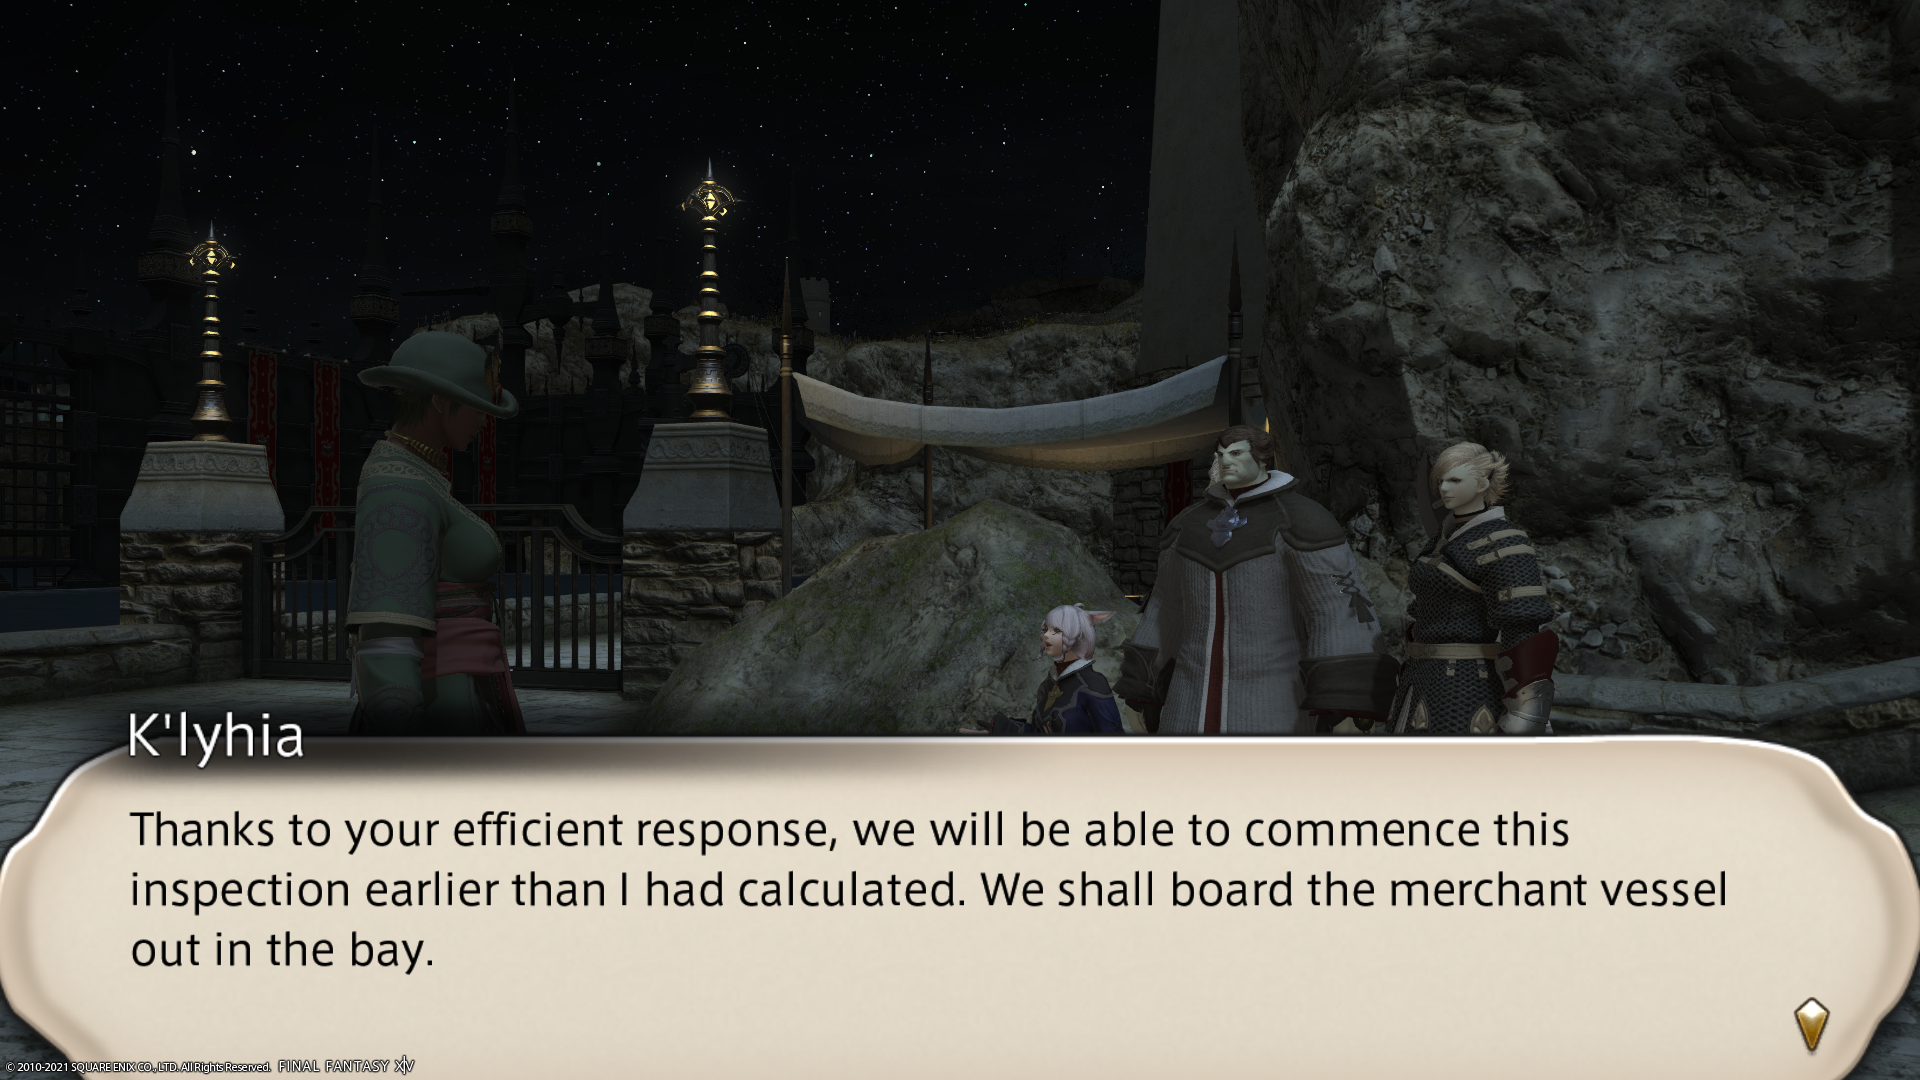 K'lyhia
Thanks to your efficient response, we will be able to commence this
inspection earlier than I had calculated. We shall board the merchant vessel
out in the bay.
© 2010-2021 SQUARE ENIX CO., LTD. All Rights Reserved. FINAL FANTASY XIV